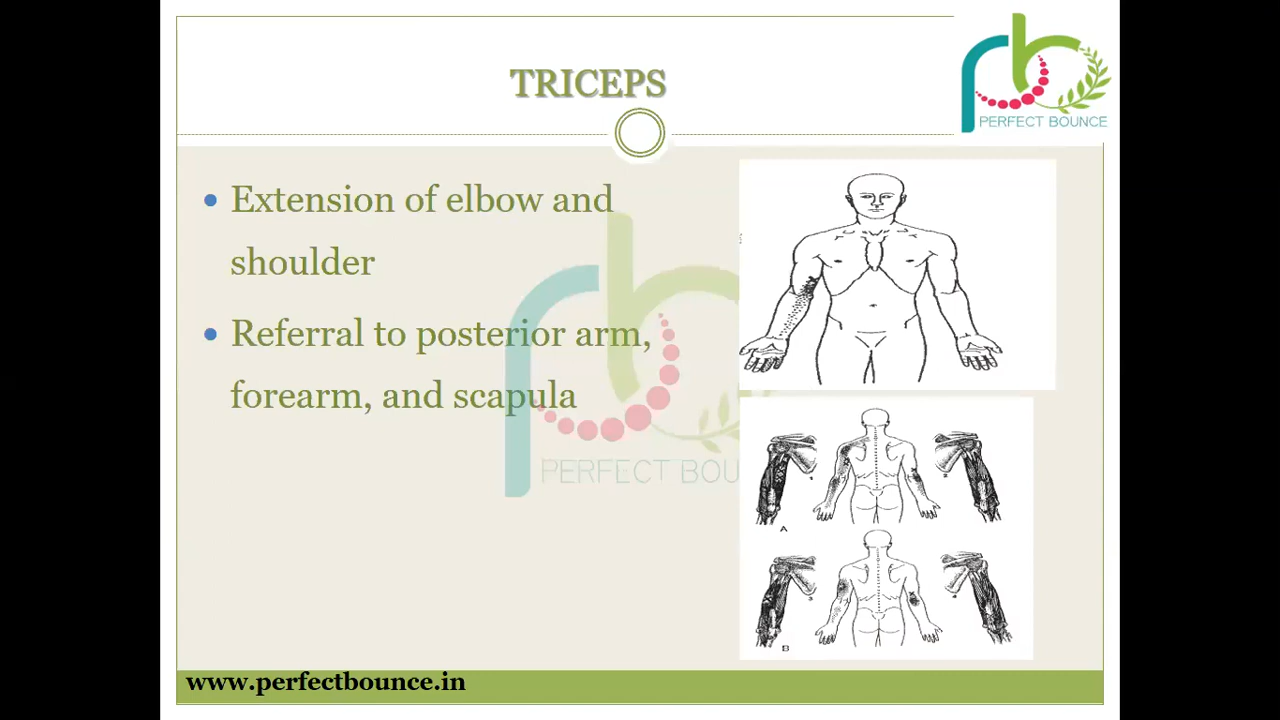 TRICEPS
PERFECT BOUNCE
Extension of elbow and
shoulder
Referral to posterior arm,
forearm, and scapula
PERFECT BOU
A
B
www.perfectbounce.in